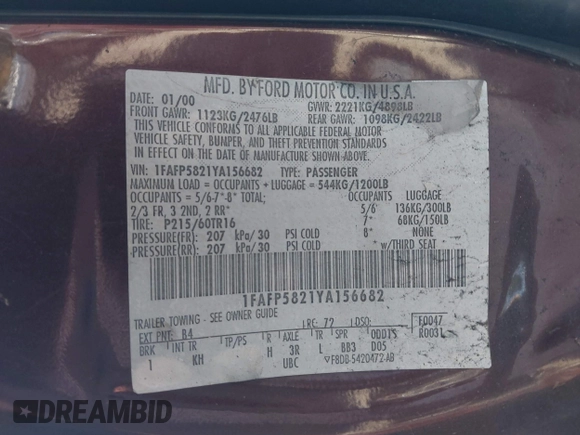 MFD. BY FORD MOTOR CO. IN U.S.A.
DATE: 01/00 GVWR: 2221KG/4898LB
FRONT GAWR: 1123KG/2476LB REAR GAWR: 1098KG/2422LB
THIS VEHICLE CONFORMS TO ALL APPLICABLE FEDERAL MOTOR
VEHICLE SAFETY, BUMPER, AND THEFT PREVENTION STANDARDS
IN EFFECT ON THE DATE OF MANUFACTURE SHOWN ABOVE.
VIN: 1FAFP5821YA156682 TYPE: PASSENGER
MAXIMUM LOAD = OCCUPANTS + LUGGAGE = 544KG/1200LB
OCCUPANTS = 5/6-7*-8* TOTAL; OCCUPANTS LUGGAGE
2/3 FR, 3 2ND, 2 RR* 5/6 136KG/300LB
TIRE: P215/60TR16 7* 68KG/150LB
PRESSURE(FR) 207 kPa/30 PSI COLD 8* NONE
PRESSURE(RR) 207 kPa/30 PSI COLD *w/THIRD SEAT
1FAFP5821YA156682
TRAILER TOWING - SEE OWNER GUIDE
EXT PNT: B4 RC: 72 DSO: F0047
BRK INT TR TP/PS R AXLE TR SPR ODDTS R0031
1 KH H 3R L BB3 DOS
UBC F8DB-5420472-AB
DREAMBID